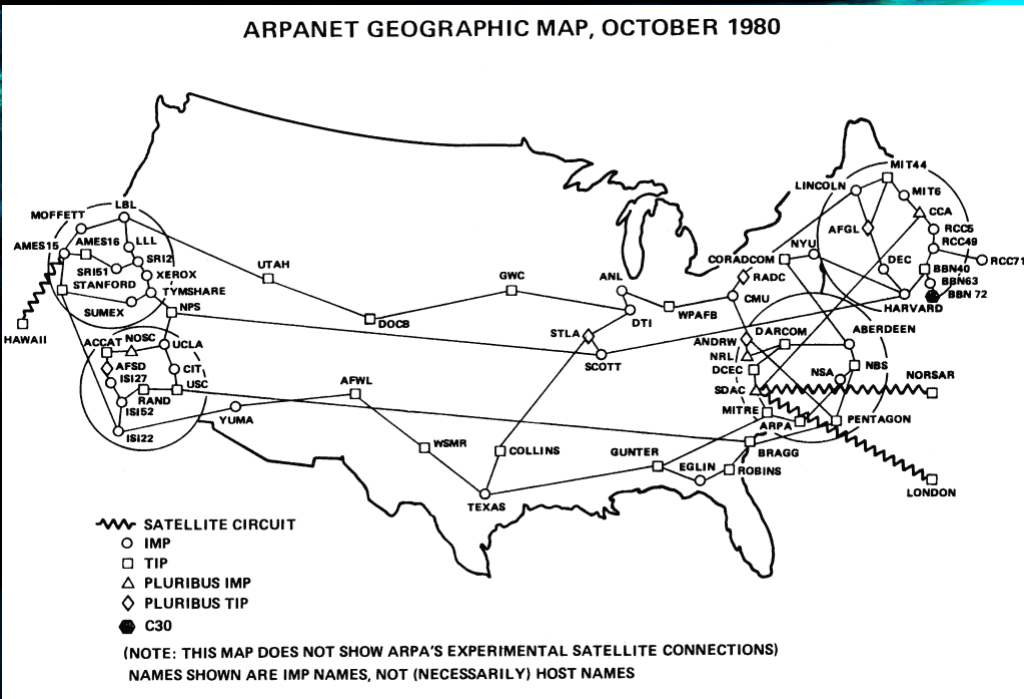 ARPANET GEOGRAPHIC MAP, OCTOBER 1980
MIT44
LINCOLN
MIT6
CCA
AFGL
RCC5
RCC49
RCC71
DEC
BBN40
BBN63
BBN 72
HARVARD
NYU
CORADCOM
RADC
CMU
MOFFETT
LBL
AMES15
AMES16
LLL
SRI2
SRI51
XEROX
STANFORD
TYMSHARE
SUMEX
NPS
HAWAII
UTAH
DOCB
GWC
ANL
DTI
WPAFB
STLA
SCOTT
ANDRW
DARCOM
ABERDEEN
NRL
DCEC
NBS
NSA
SDAC
NORSAR
MITRE
ARPA
PENTAGON
BRAGG
LONDON
ACCAT
NOSC
UCLA
AFSD
CIT
ISI27
RAND
USC
ISI52
ISI22
YUMA
AFWL
WSMR
COLLINS
GUNTER
EGLIN
ROBINS
TEXAS
SATELLITE CIRCUIT
IMP
TIP
PLURIBUS IMP
PLURIBUS TIP
C30
(NOTE: THIS MAP DOES NOT SHOW ARPA'S EXPERIMENTAL SATELLITE CONNECTIONS)
NAMES SHOWN ARE IMP NAMES, NOT (NECESSARILY) HOST NAMES